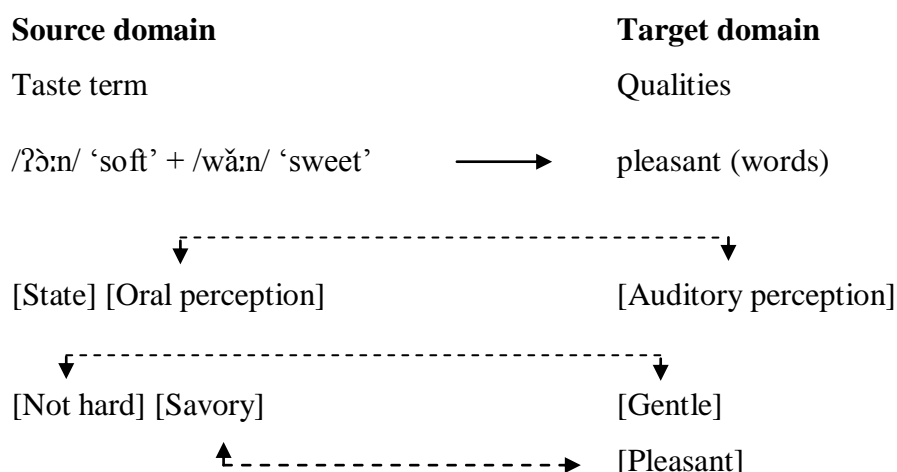 Source domain Target domain
Taste term Qualities
/ʔɔ̀ːn/ ‘soft’ + /wǎːn/ ‘sweet’ pleasant (words)
[State] [Oral perception] [Auditory perception]
[Not hard] [Savory] [Gentle]
[Pleasant]